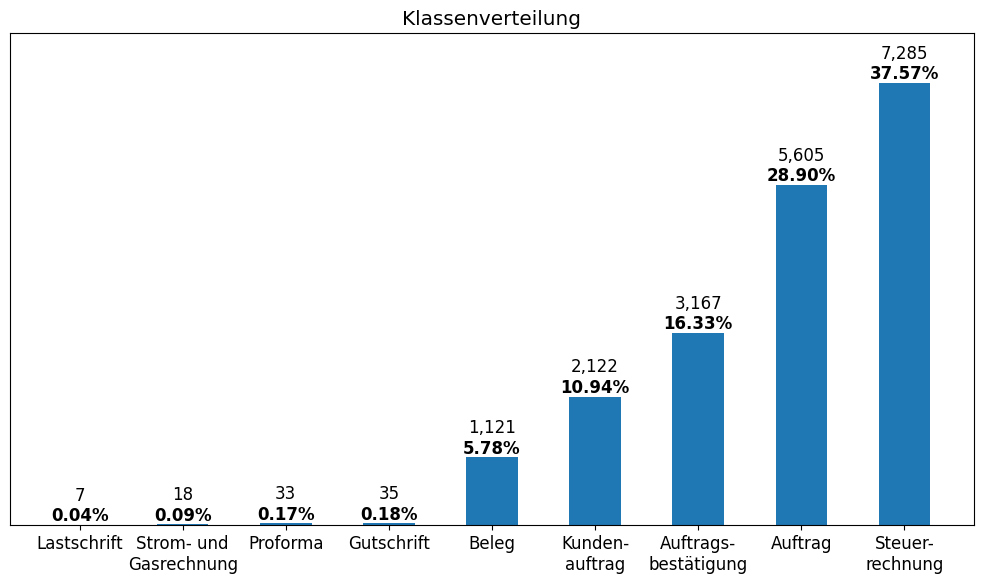 Klassenverteilung
7
0.04%
18
0.09%
33
0.17%
35
0.18%
1,121
5.78%
2,122
10.94%
3,167
16.33%
5,605
28.90%
7,285
37.57%
Lastschrift
Strom- und
Gasrechnung
Proforma
Gutschrift
Beleg
Kunden-
auftrag
Auftrags-
bestätigung
Auftrag
Steuer-
rechnung